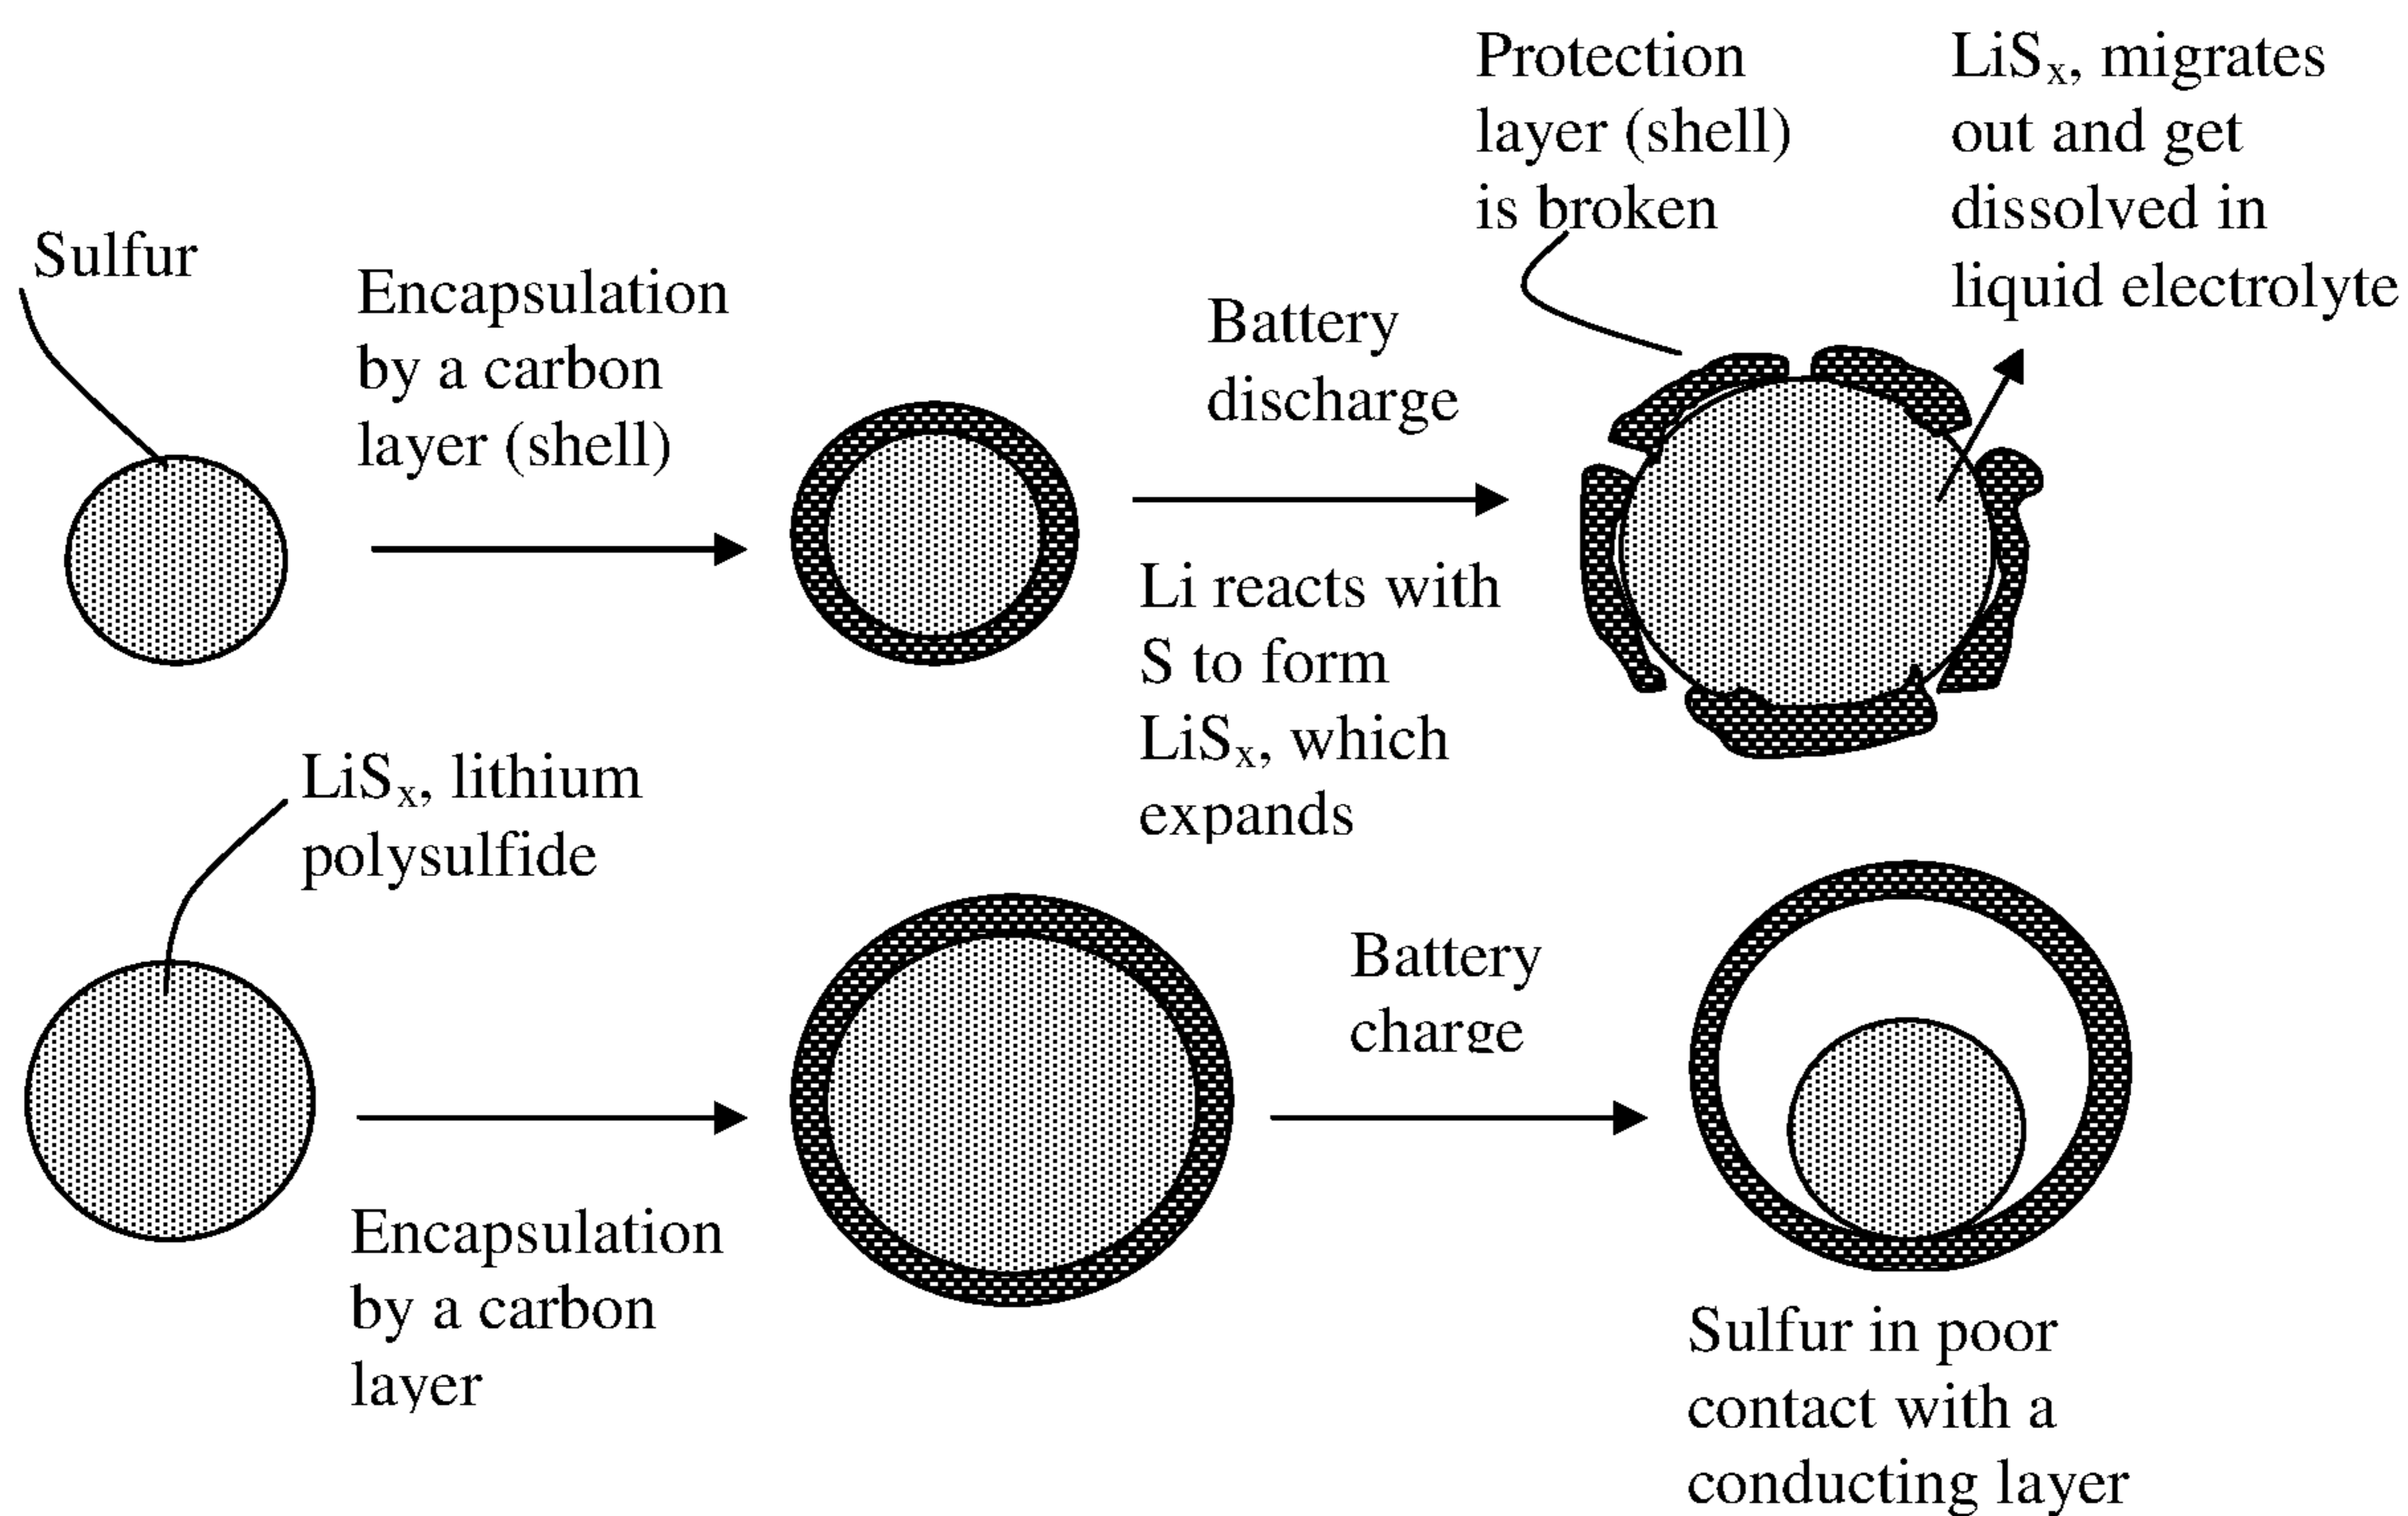 Sulfur
Encapsulation
by a carbon
layer (shell)
Battery
discharge
Li reacts with
S to form
LiSₓ, which
expands
Protection
layer (shell)
is broken
LiSₓ, migrates
out and get
dissolved in
liquid electrolyte
LiSₓ, lithium
polysulfide
Encapsulation
by a carbon
layer
Battery
charge
Sulfur in poor
contact with a
conducting layer